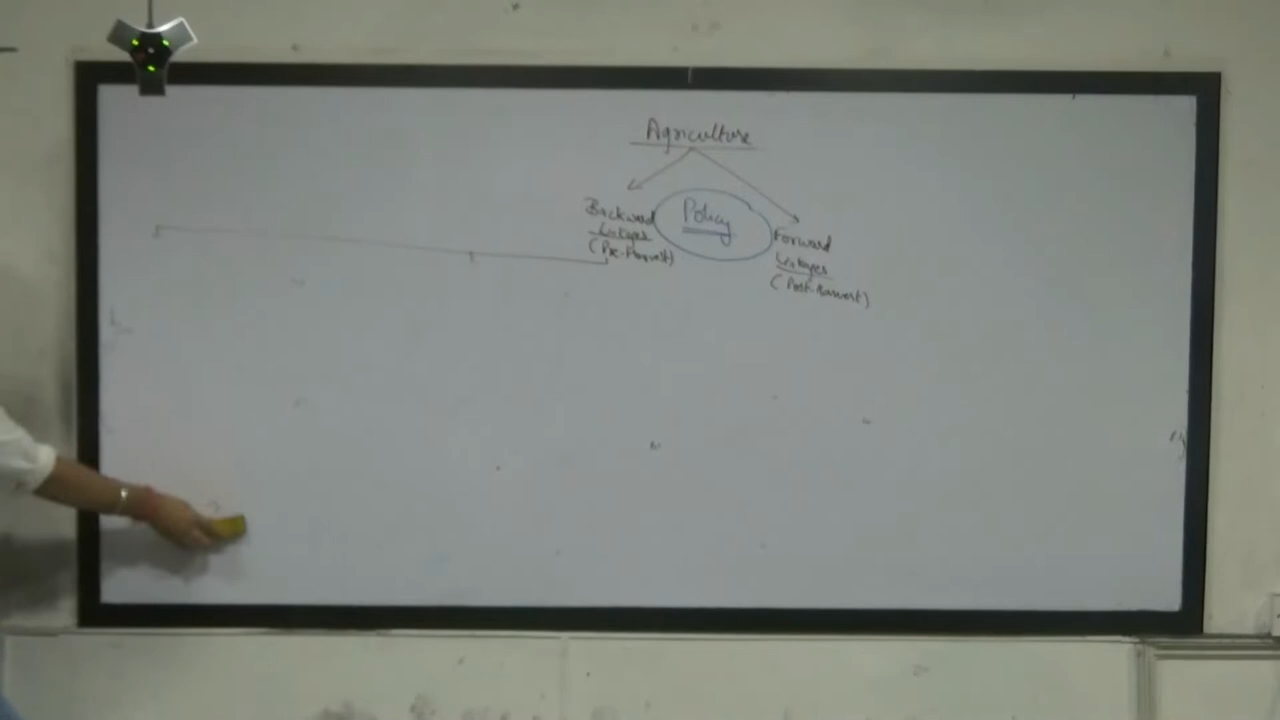 Agriculture
Backward
Linkages
(Pre-Harvest)
Policy
Forward
Linkages
(Post-Harvest)